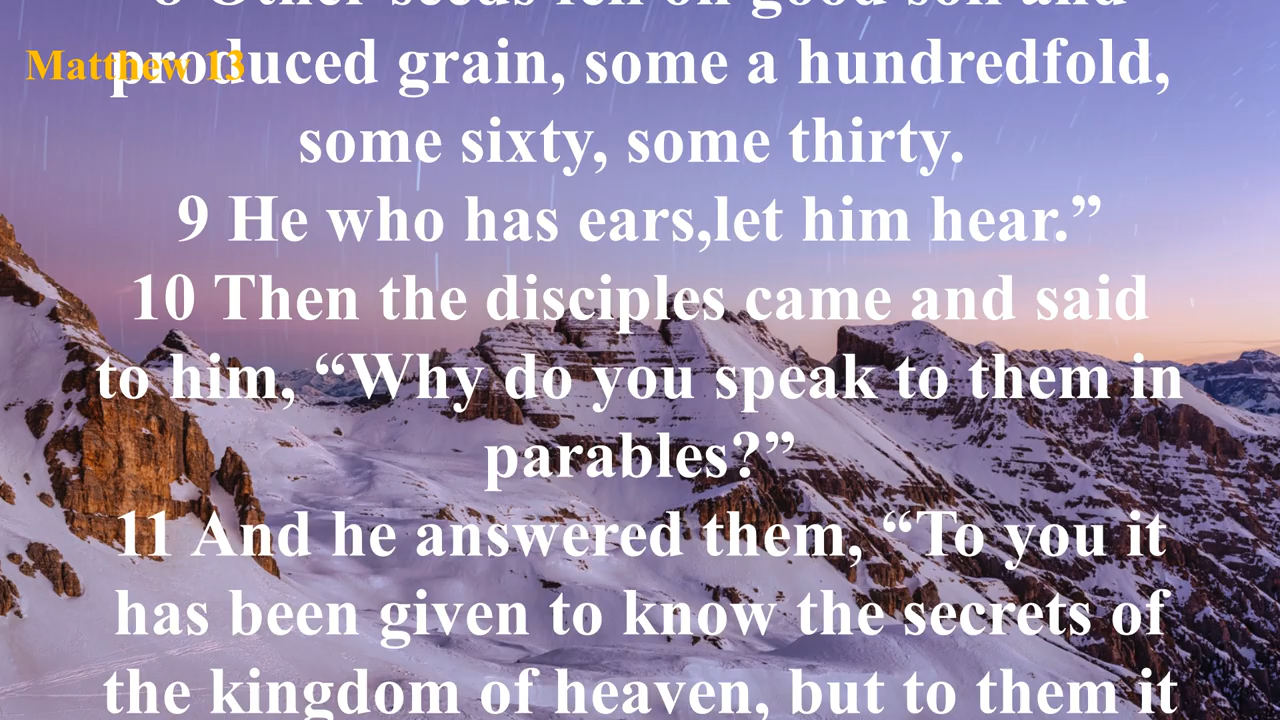 8 Other seeds fell on good soil and
Matthew 13
produced grain, some a hundredfold,
some sixty, some thirty.
9 He who has ears,let him hear.”
10 Then the disciples came and said
to him, “Why do you speak to them in
parables?”
11 And he answered them, “To you it
has been given to know the secrets of
the kingdom of heaven, but to them it